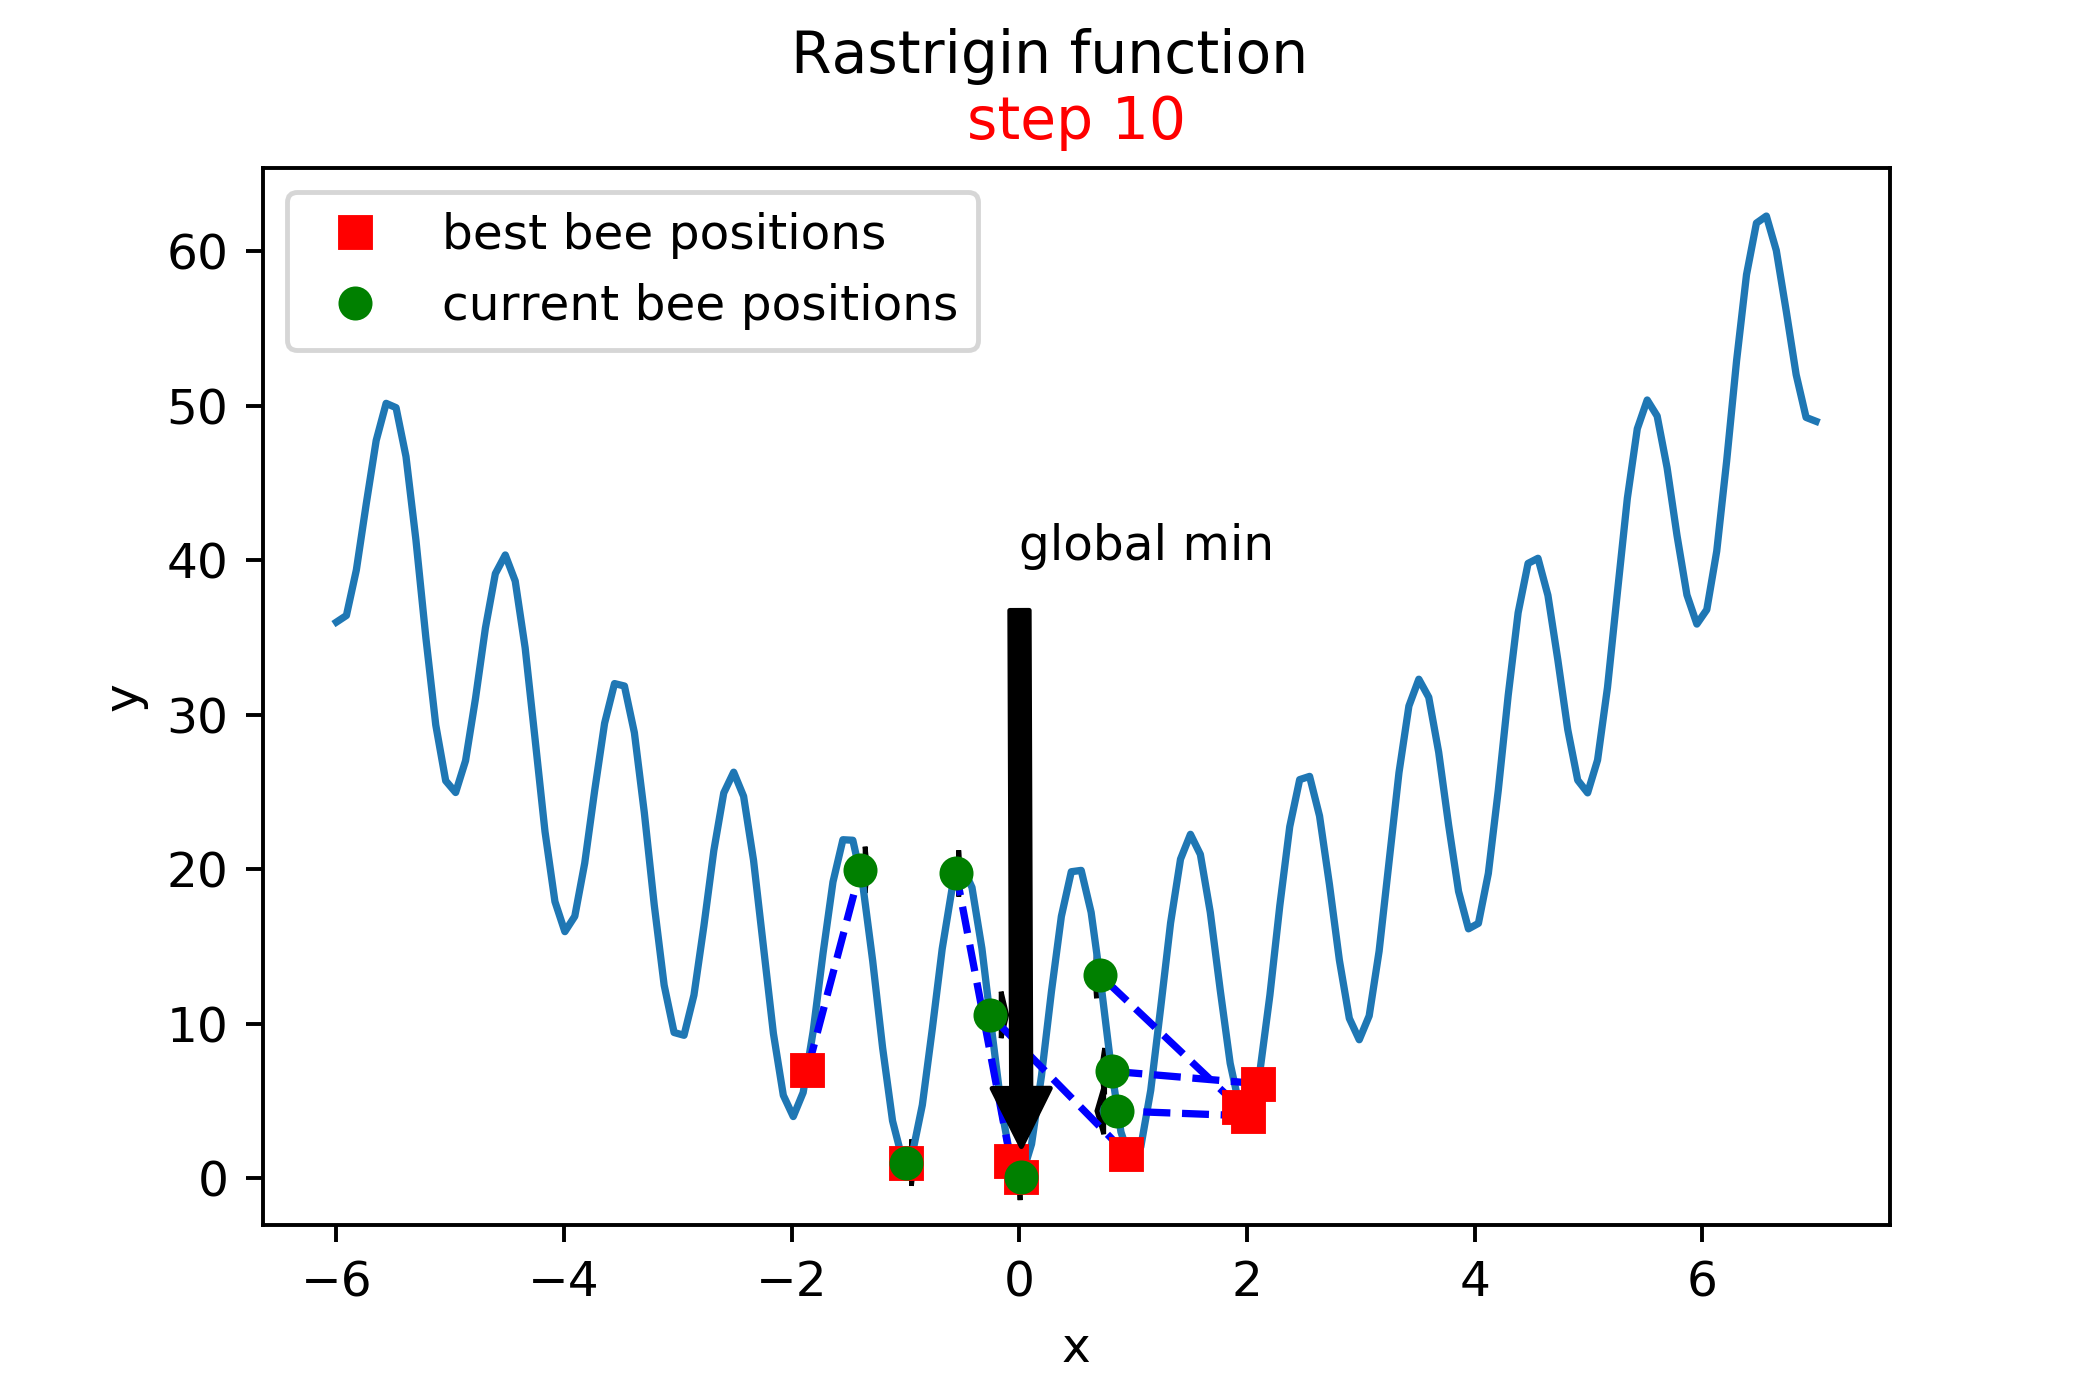 Rastrigin function
step 10
best bee positions
current bee positions
global min
60
50
40
30
20
10
0
y
−6 −4 −2 0 2 4 6
x